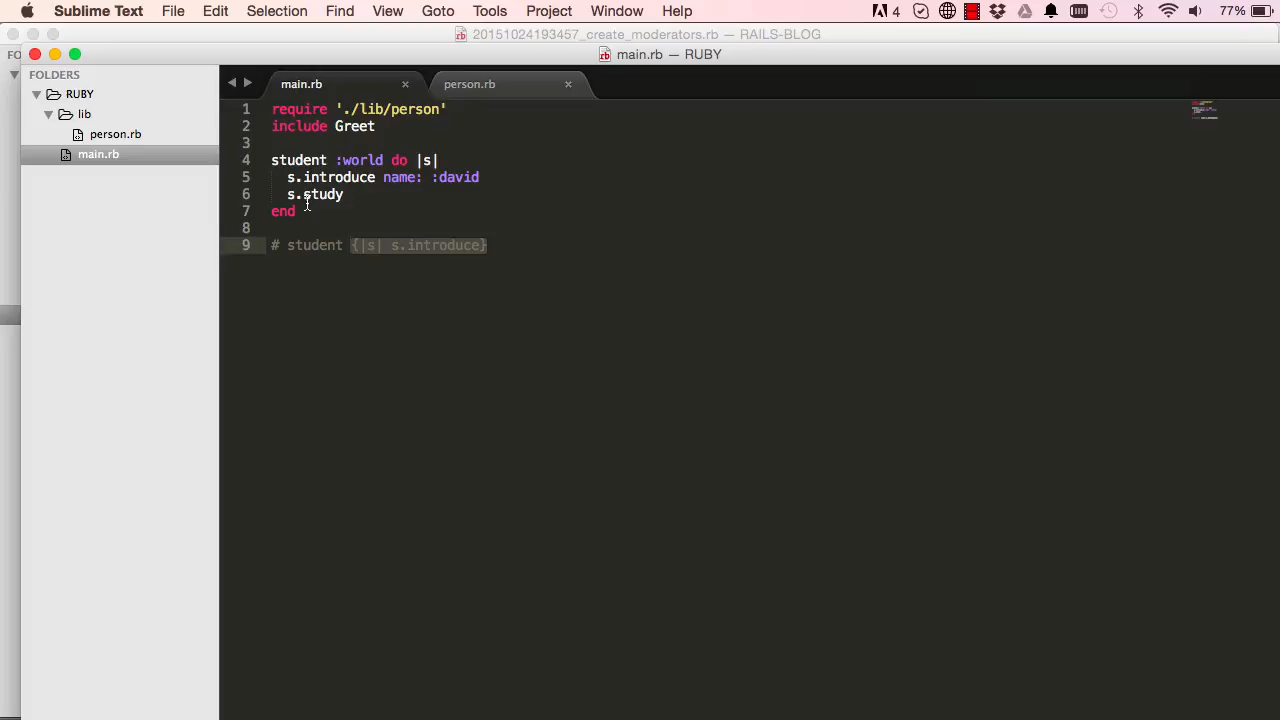 Sublime Text File Edit Selection Find View Goto Tools Project Window Help 4 77%
20151024193457_create_moderators.rb — RAILS-BLOG
FO
main.rb — RUBY
FOLDERS
RUBY
lib
person.rb
main.rb
main.rb × person.rb ×
1 require './lib/person'
2 include Greet
3
4 student :world do |s|
5 s.introduce name: :david
6 s.study
7 end
8
9 # student {|s| s.introduce}